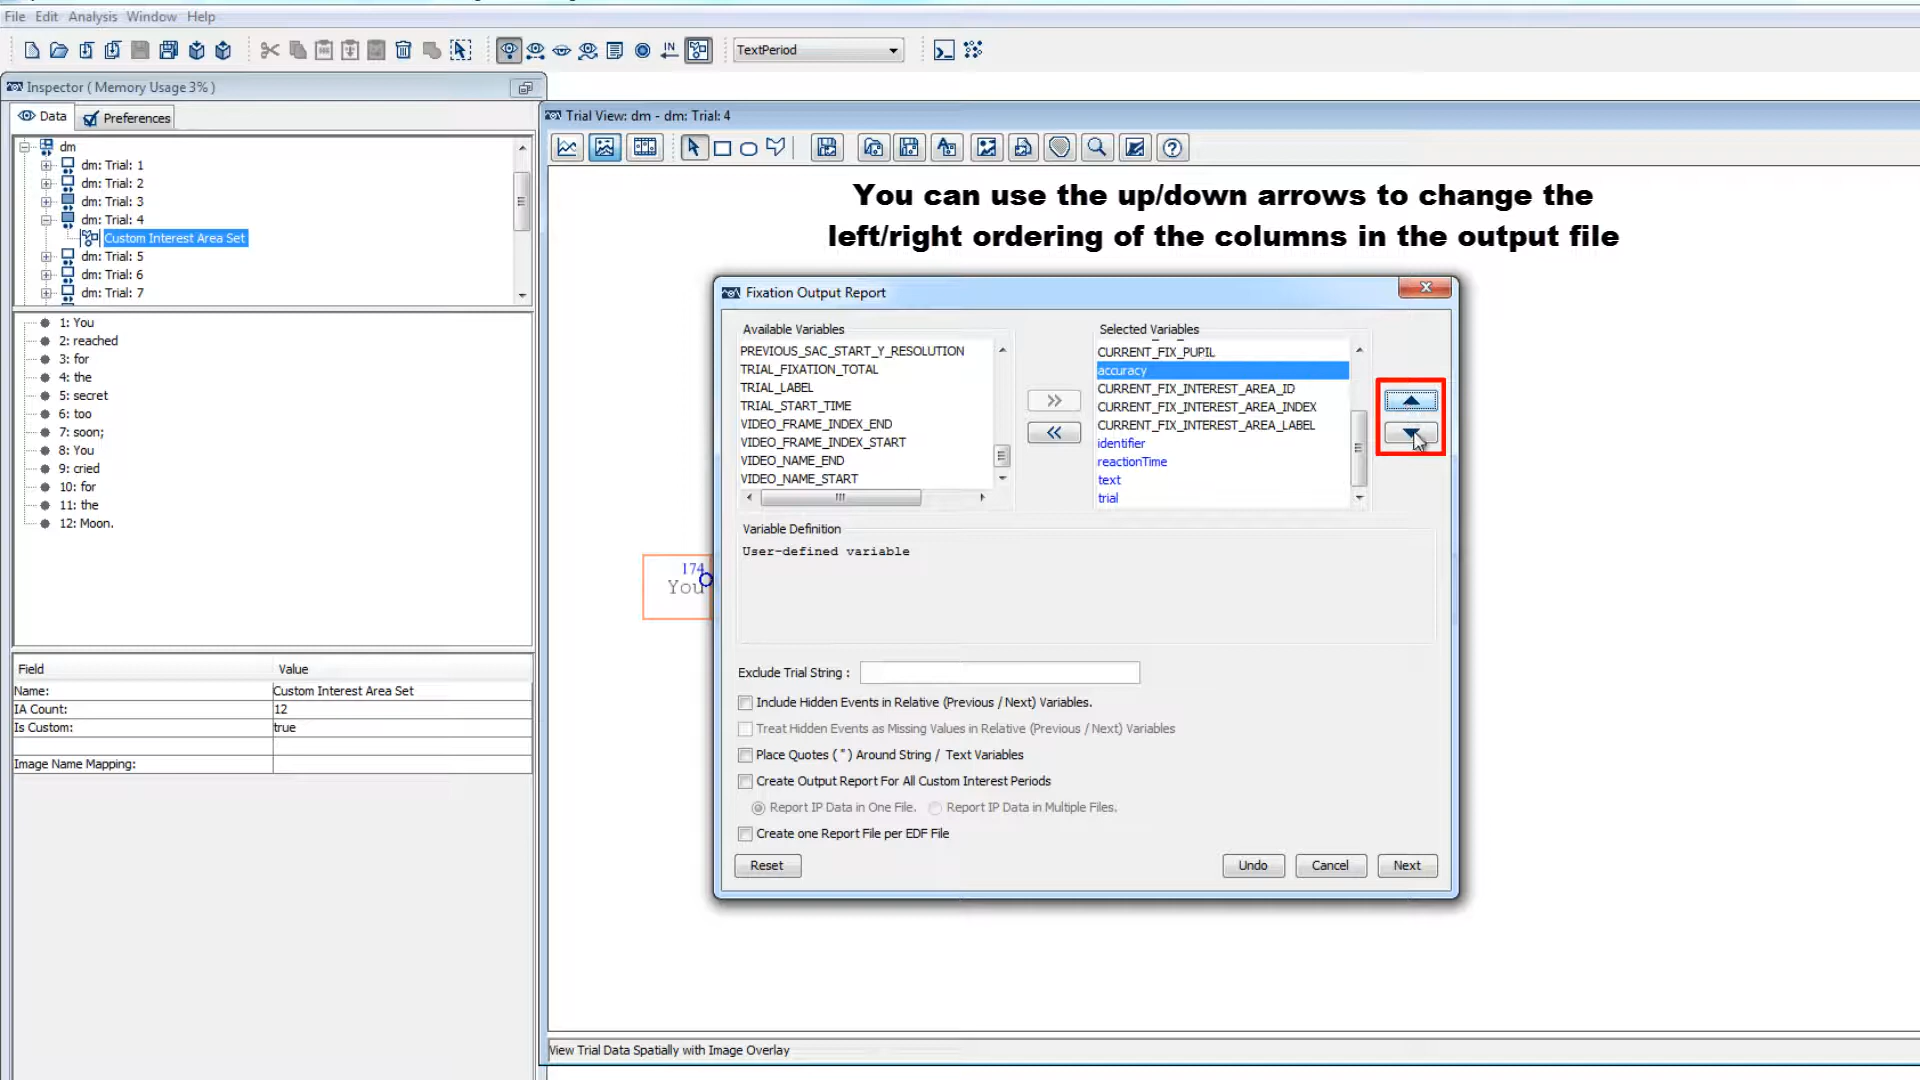 File Edit Analysis Window Help
IN
TextPeriod
Inspector ( Memory Usage 3% )
Data
Preferences
dm
dm: Trial: 1
dm: Trial: 2
dm: Trial: 3
dm: Trial: 4
Custom Interest Area Set
dm: Trial: 5
dm: Trial: 6
dm: Trial: 7
1: You
2: reached
3: for
4: the
5: secret
6: too
7: soon;
8: You
9: cried
10: for
11: the
12: Moon.
Field Value
Name: Custom Interest Area Set
IA Count: 12
Is Custom: true
Image Name Mapping:
Trial View: dm - dm: Trial: 4
You can use the up/down arrows to change the
left/right ordering of the columns in the output file
174
You
Fixation Output Report
Available Variables
PREVIOUS_SAC_START_Y_RESOLUTION
TRIAL_FIXATION_TOTAL
TRIAL_LABEL
TRIAL_START_TIME
VIDEO_FRAME_INDEX_END
VIDEO_FRAME_INDEX_START
VIDEO_NAME_END
VIDEO_NAME_START
Selected Variables
CURRENT_FIX_PUPIL
accuracy
CURRENT_FIX_INTEREST_AREA_ID
CURRENT_FIX_INTEREST_AREA_INDEX
CURRENT_FIX_INTEREST_AREA_LABEL
identifier
reactionTime
text
trial
Variable Definition
User-defined variable
Exclude Trial String :
Include Hidden Events in Relative (Previous / Next) Variables.
Treat Hidden Events as Missing Values in Relative (Previous / Next) Variables
Place Quotes ( " ) Around String / Text Variables
Create Output Report For All Custom Interest Periods
Report IP Data in One File. Report IP Data in Multiple Files.
Create one Report File per EDF File
Reset Undo Cancel Next
View Trial Data Spatially with Image Overlay